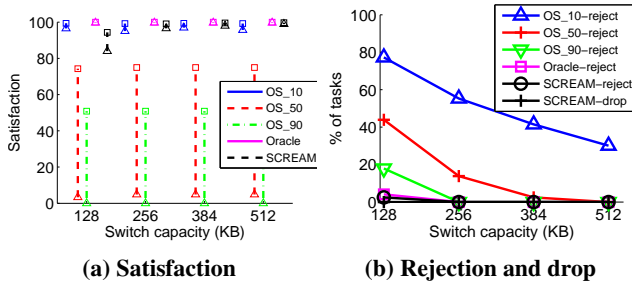 100
80
60
40
20
0
Satisfaction
128 256 384 512
Switch capacity (KB)
OS_10
OS_50
OS_90
Oracle
SCREAM
(a) Satisfaction
100
80
60
40
20
0
% of tasks
128 256 384 512
Switch capacity (KB)
OS_10-reject
OS_50-reject
OS_90-reject
Oracle-reject
SCREAM-reject
SCREAM-drop
(b) Rejection and drop